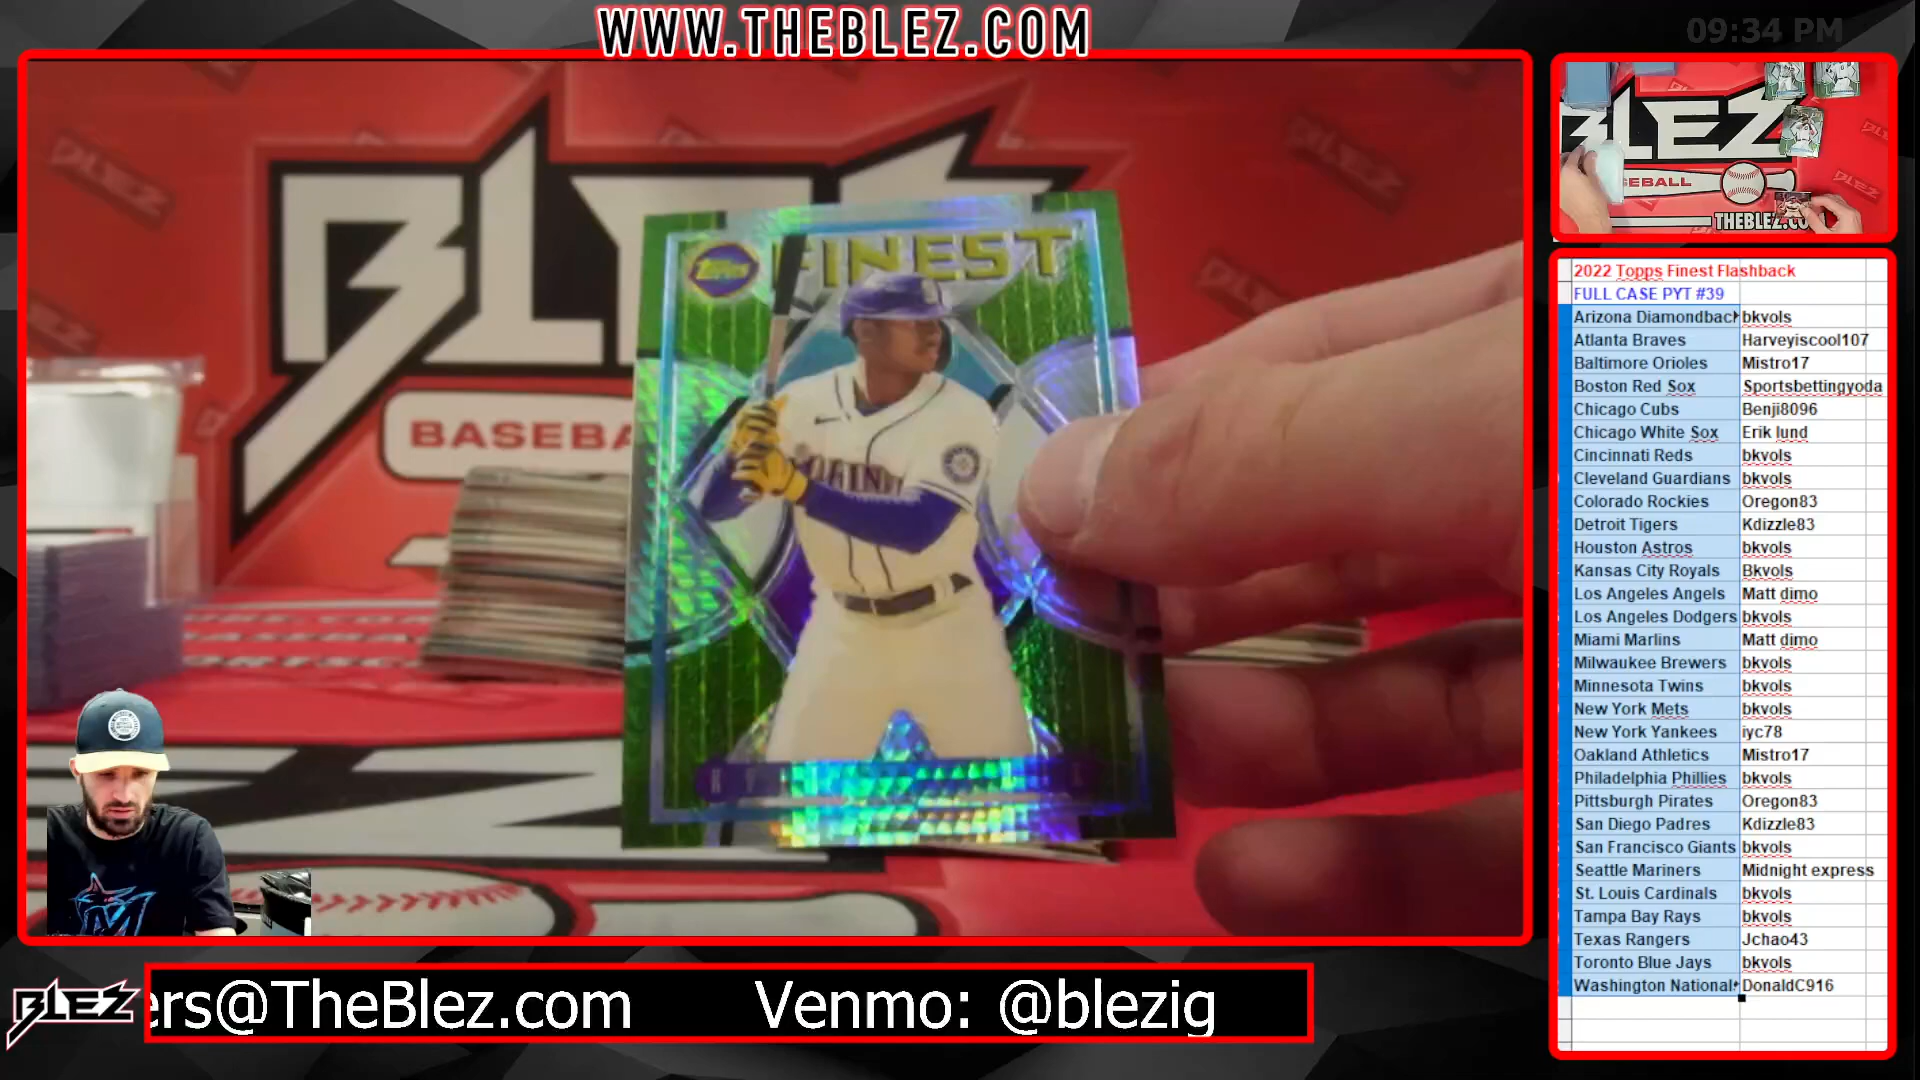 WWW.THEBLEZ.COM
09:34 PM
BLEZ
BASEBA
Topps
FINEST
BLEZ
BASEBALL
THEBLEZ.CO
2022 Topps Finest Flashback
FULL CASE PYT #39
Arizona Diamondback bkvols
Atlanta Braves Harveyiscool107
Baltimore Orioles Mistro17
Boston Red Sox Sportsbettingyoda
Chicago Cubs Benji8096
Chicago White Sox Erik lund
Cincinnati Reds bkvols
Cleveland Guardians bkvols
Colorado Rockies Oregon83
Detroit Tigers Kdizzle83
Houston Astros bkvols
Kansas City Royals Bkvols
Los Angeles Angels Matt dimo
Los Angeles Dodgers bkvols
Miami Marlins Matt dimo
Milwaukee Brewers bkvols
Minnesota Twins bkvols
New York Mets bkvols
New York Yankees iyc78
Oakland Athletics Mistro17
Philadelphia Phillies bkvols
Pittsburgh Pirates Oregon83
San Diego Padres Kdizzle83
San Francisco Giants bkvols
Seattle Mariners Midnight express
St. Louis Cardinals bkvols
Tampa Bay Rays bkvols
Texas Rangers Jchao43
Toronto Blue Jays bkvols
Washington National DonaldC916
BLEZ
ers@TheBlez.com Venmo: @blezig